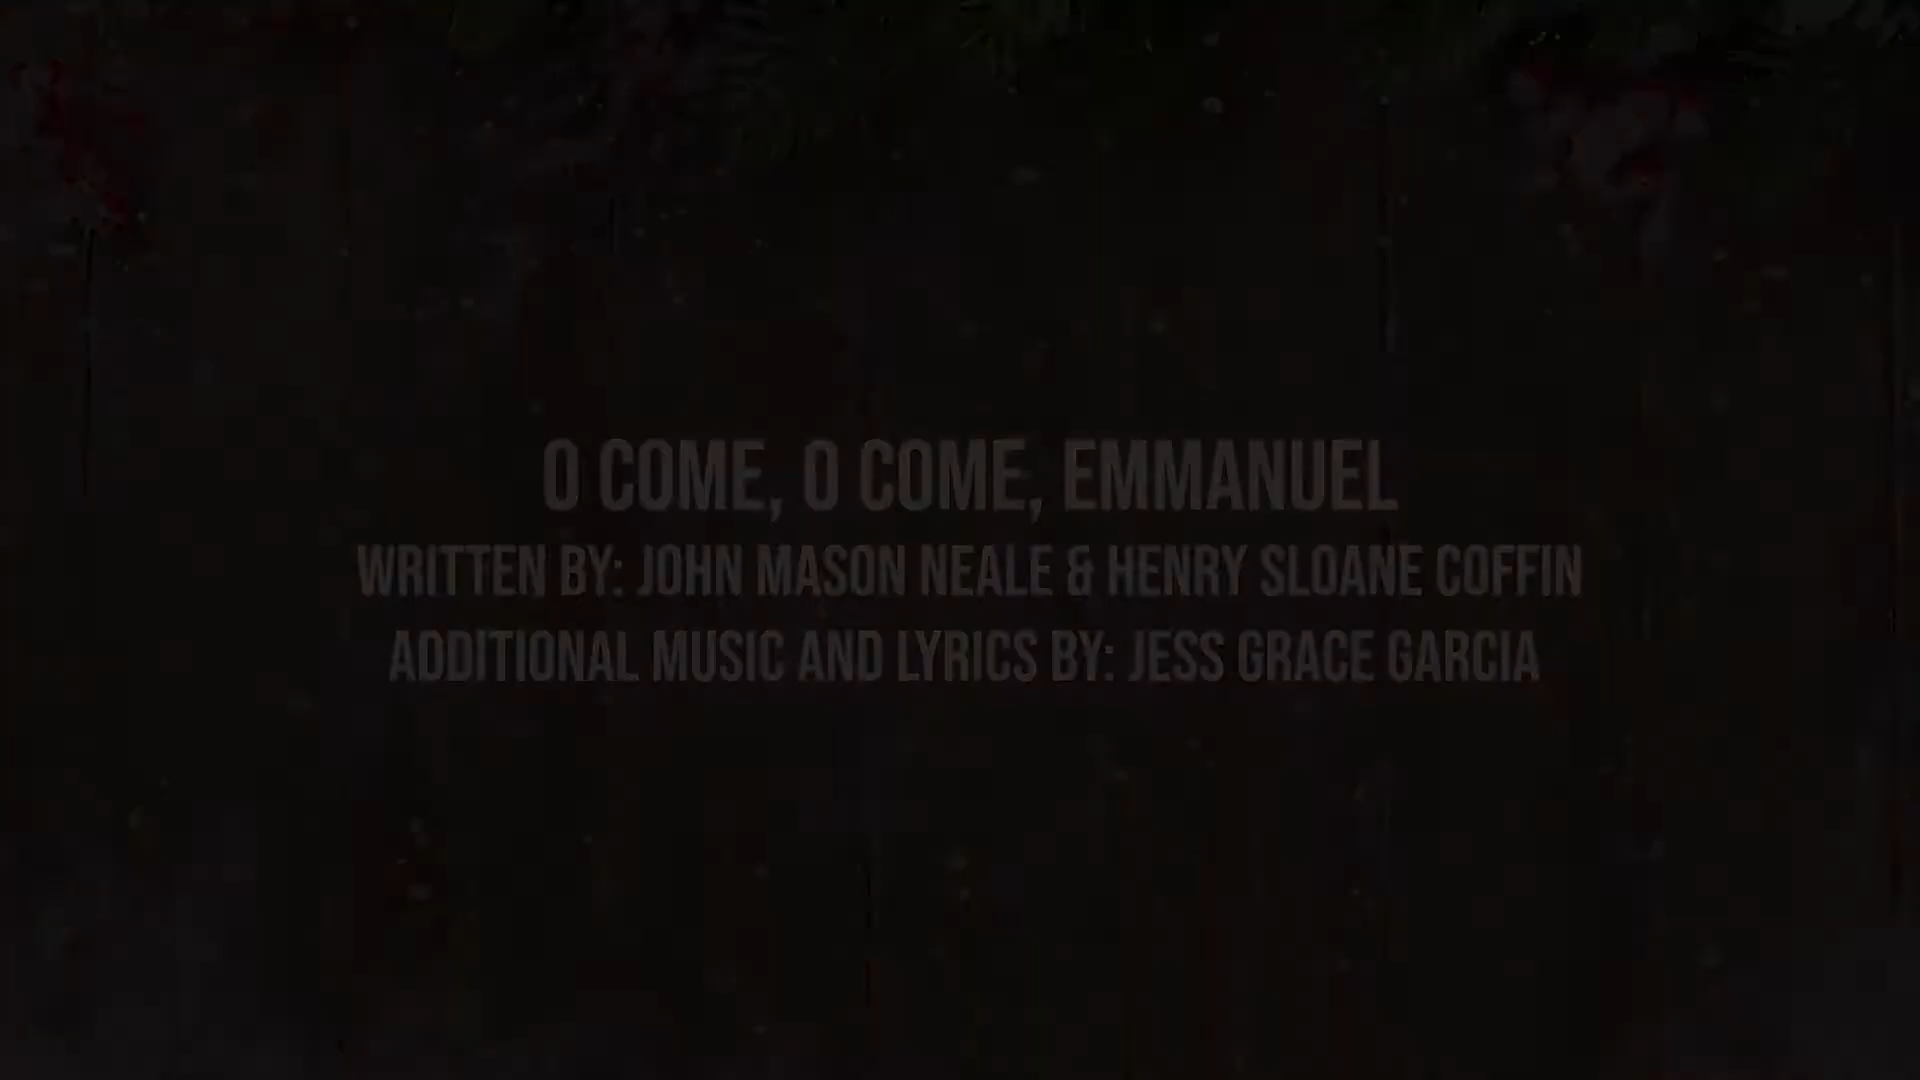 O COME, O COME, EMMANUEL
WRITTEN BY: JOHN MASON NEALE & HENRY SLOANE COFFIN
ADDITIONAL MUSIC AND LYRICS BY: JESS GRACE GARCIA